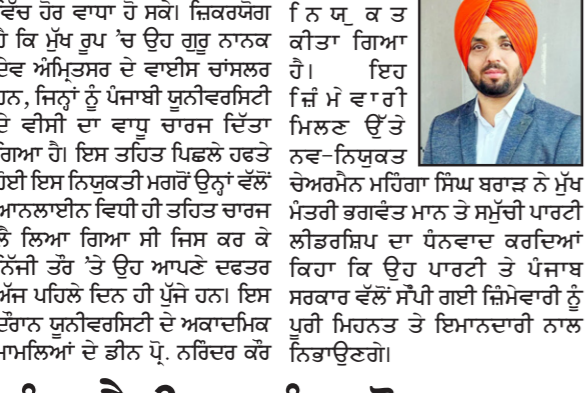 ਵਿੱਚ ਹੋਰ ਵਾਧਾ ਹੋ ਸਕੇ। ਜ਼ਿਕਰਯੋਗ
ਹੈ ਕਿ ਮੁੱਖ ਰੂਪ ’ਚ ਉਹ ਗੁਰੂ ਨਾਨਕ
ਦੇਵ ਅੰਮ੍ਰਿਤਸਰ ਦੇ ਵਾਈਸ ਚਾਂਸਲਰ
ਹਨ, ਜਿਨ੍ਹਾਂ ਨੂੰ ਪੰਜਾਬੀ ਯੂਨੀਵਰਸਿਟੀ
ਦੇ ਵੀਸੀ ਦਾ ਵਾਧੂ ਚਾਰਜ ਦਿੱਤਾ
ਗਿਆ ਹੈ। ਇਸ ਤਹਿਤ ਪਿਛਲੇ ਹਫਤੇ
ਹੋਈ ਇਸ ਨਿਯੁਕਤੀ ਮਗਰੋਂ ਉਨ੍ਹਾਂ ਵੱਲੋਂ
ਆਨਲਾਈਨ ਵਿਧੀ ਹੀ ਤਹਿਤ ਚਾਰਜ
ਲੈ ਲਿਆ ਗਿਆ ਸੀ ਜਿਸ ਕਰ ਕੇ
ਨਿੱਜੀ ਤੌਰ ’ਤੇ ਉਹ ਆਪਣੇ ਦਫਤਰ
ਅੱਜ ਪਹਿਲੇ ਦਿਨ ਹੀ ਪੁੱਜੇ ਹਨ। ਇਸ
ਦੌਰਾਨ ਯੂਨੀਵਰਸਿਟੀ ਦੇ ਅਕਾਦਮਿਕ
ਮਾਮਲਿਆਂ ਦੇ ਡੀਨ ਪ੍ਰੋ. ਨਰਿੰਦਰ ਕੌਰ
ਨਿਯੁਕਤ
ਕੀਤਾ ਗਿਆ
ਹੈ। ਇਹ
ਜ਼ਿੰਮੇਵਾਰੀ
ਮਿਲਣ ਉੱਤੇ
ਨਵ-ਨਿਯੁਕਤ
ਚੇਅਰਮੈਨ ਮਹਿੰਗਾ ਸਿੰਘ ਬਰਾੜ ਨੇ ਮੁੱਖ
ਮੰਤਰੀ ਭਗਵੰਤ ਮਾਨ ਤੇ ਸਮੁੱਚੀ ਪਾਰਟੀ
ਲੀਡਰਸ਼ਿਪ ਦਾ ਧੰਨਵਾਦ ਕਰਦਿਆਂ
ਕਿਹਾ ਕਿ ਉਹ ਪਾਰਟੀ ਤੇ ਪੰਜਾਬ
ਸਰਕਾਰ ਵੱਲੋਂ ਸੌਂਪੀ ਗਈ ਜ਼ਿੰਮੇਵਾਰੀ ਨੂੰ
ਪੂਰੀ ਮਿਹਨਤ ਤੇ ਇਮਾਨਦਾਰੀ ਨਾਲ
ਨਿਭਾਉਣਗੇ।